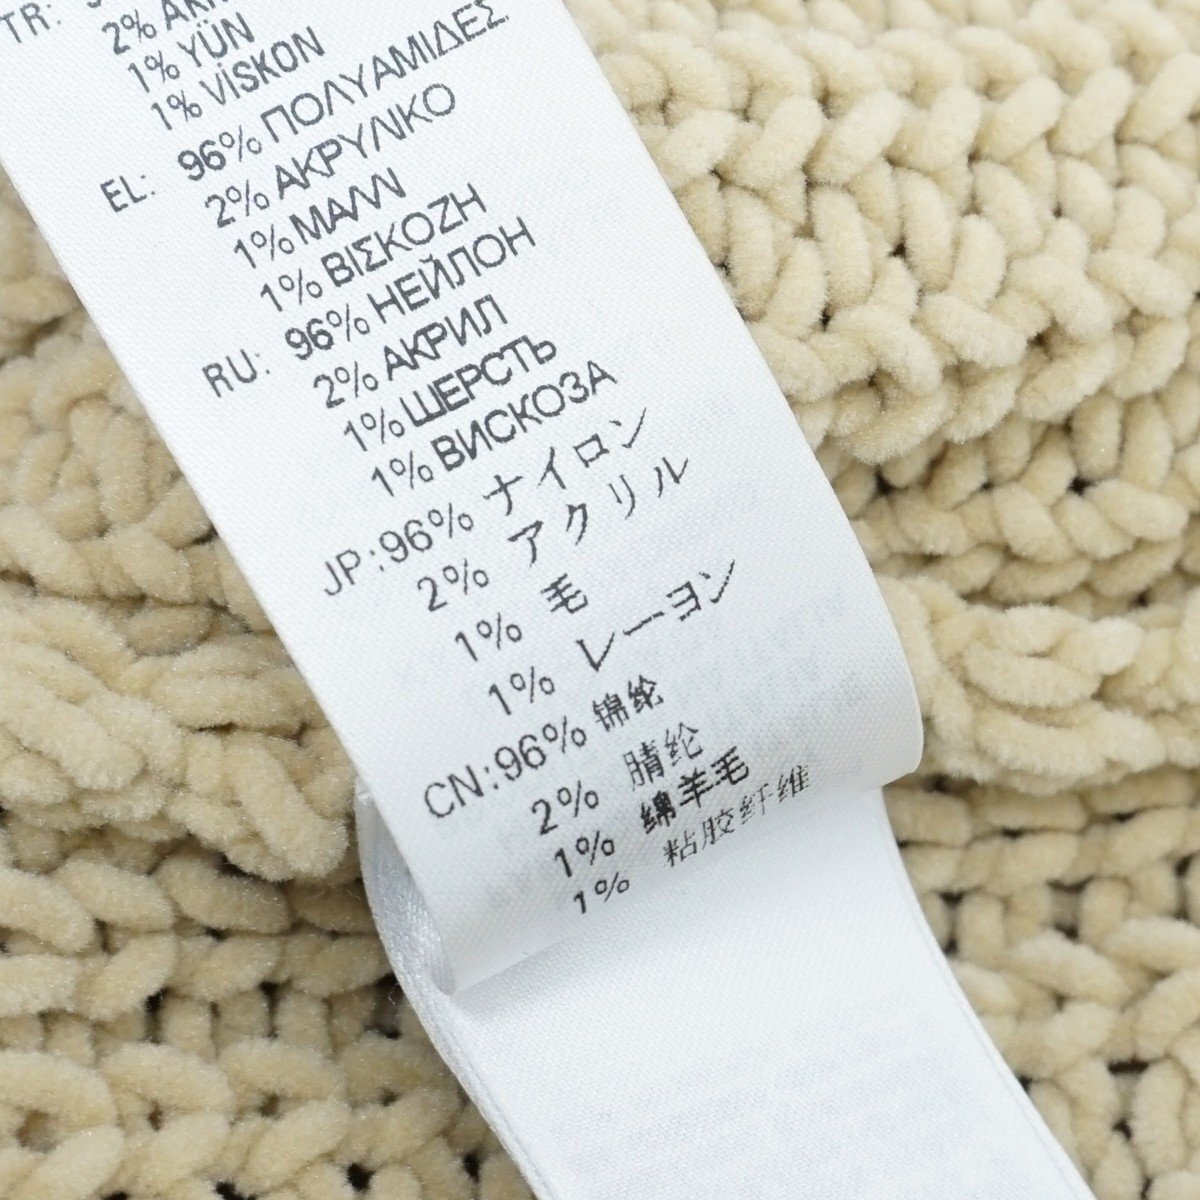 TR:
2% AKR
1% YÜN
1% VİSKON
EL: 96% ΠΟΛΥΑΜΙΔΕΣ
2% ΑΚΡΥΛΙΚΟ
1% ΜΑΛΛΙ
1% ΒΙΣΚΟΖΗ
RU: 96% НЕЙЛОН
2% АКРИЛ
1% ШЕРСТЬ
1% ВИСКОЗА
JP:96% ナイロン
2% アクリル
1% 毛
1% レーヨン
CN:96% 锦纶
2% 腈纶
1% 绵羊毛
1% 粘胶纤维